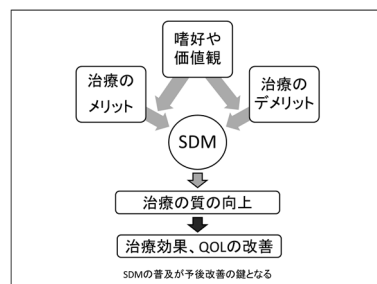 嗜好や
価値観
治療の
メリット
治療の
デメリット
SDM
治療の質の向上
治療効果、QOLの改善
SDMの普及が予後改善の鍵となる